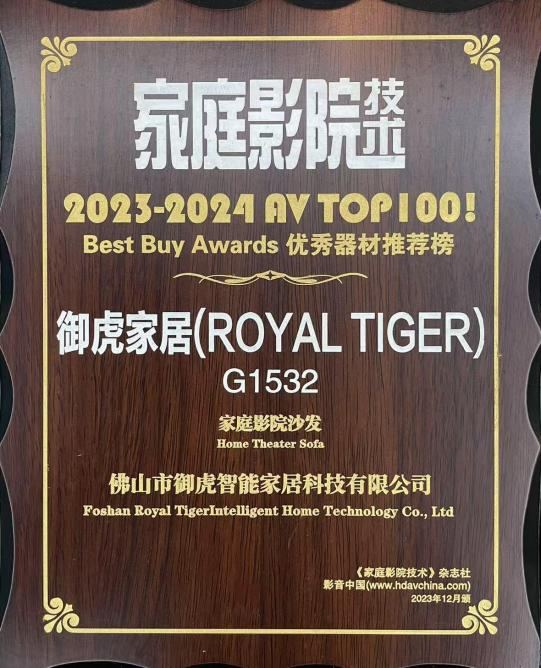 家庭影院技术
2023-2024 AV TOP100!
Best Buy Awards 优秀器材推荐榜
御虎家居(ROYAL TIGER)
G1532
家庭影院沙发
Home Theater Sofa
佛山市御虎智能家居科技有限公司
Foshan Royal TigerIntelligent Home Technology Co., Ltd
《家庭影院技术》杂志社
影音中国(www.hdavchina.com)
2023年12月颁